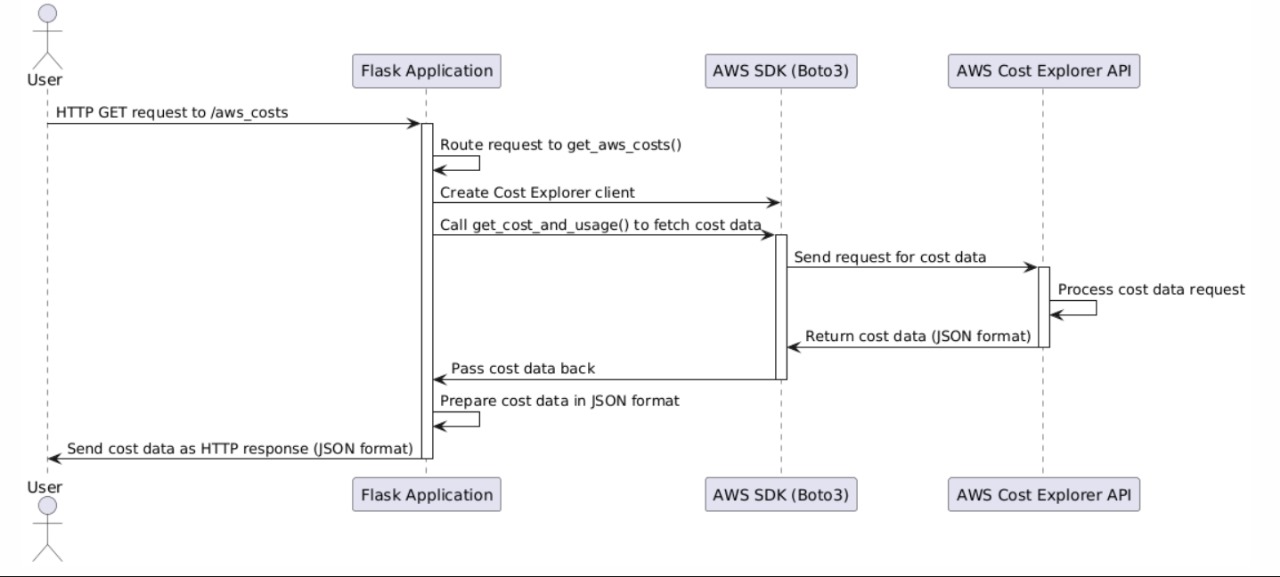 User
Flask Application
AWS SDK (Boto3)
AWS Cost Explorer API
HTTP GET request to /aws_costs
Route request to get_aws_costs()
Create Cost Explorer client
Call get_cost_and_usage() to fetch cost data
Send request for cost data
Process cost data request
Return cost data (JSON format)
Pass cost data back
Prepare cost data in JSON format
Send cost data as HTTP response (JSON format)
User
Flask Application
AWS SDK (Boto3)
AWS Cost Explorer API